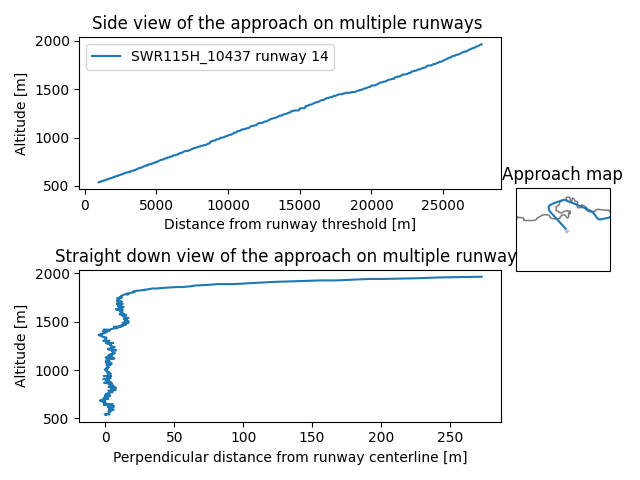 Side view of the approach on multiple runways
2000
1500
1000
500
Altitude [m]
SWR115H_10437 runway 14
0 5000 10000 15000 20000 25000
Distance from runway threshold [m]
Approach map
Straight down view of the approach on multiple runway
2000
1500
1000
500
Altitude [m]
0 50 100 150 200 250
Perpendicular distance from runway centerline [m]